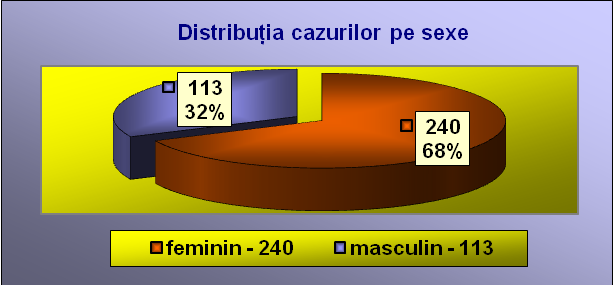 Distribuția cazurilor pe sexe
113
32%
240
68%
feminin - 240
masculin - 113